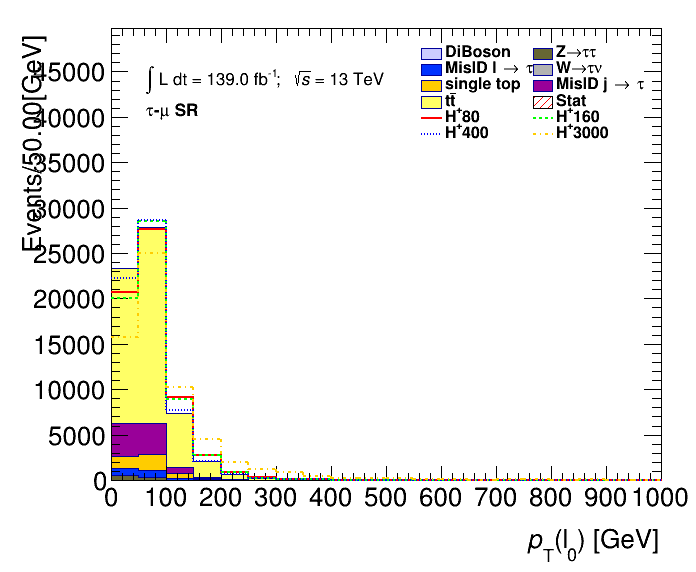 Events/50.00[GeV]
45000
40000
35000
30000
25000
20000
15000
10000
5000
0
∫ L dt = 139.0 fb⁻¹; √s = 13 TeV
τ-μ SR
DiBoson Z→ττ
MisID l → τ W→τν
single top MisID j → τ
tt̄ Stat
H⁺80 H⁺160
H⁺400 H⁺3000
0 100 200 300 400 500 600 700 800 900 1000
p_T(l_0) [GeV]